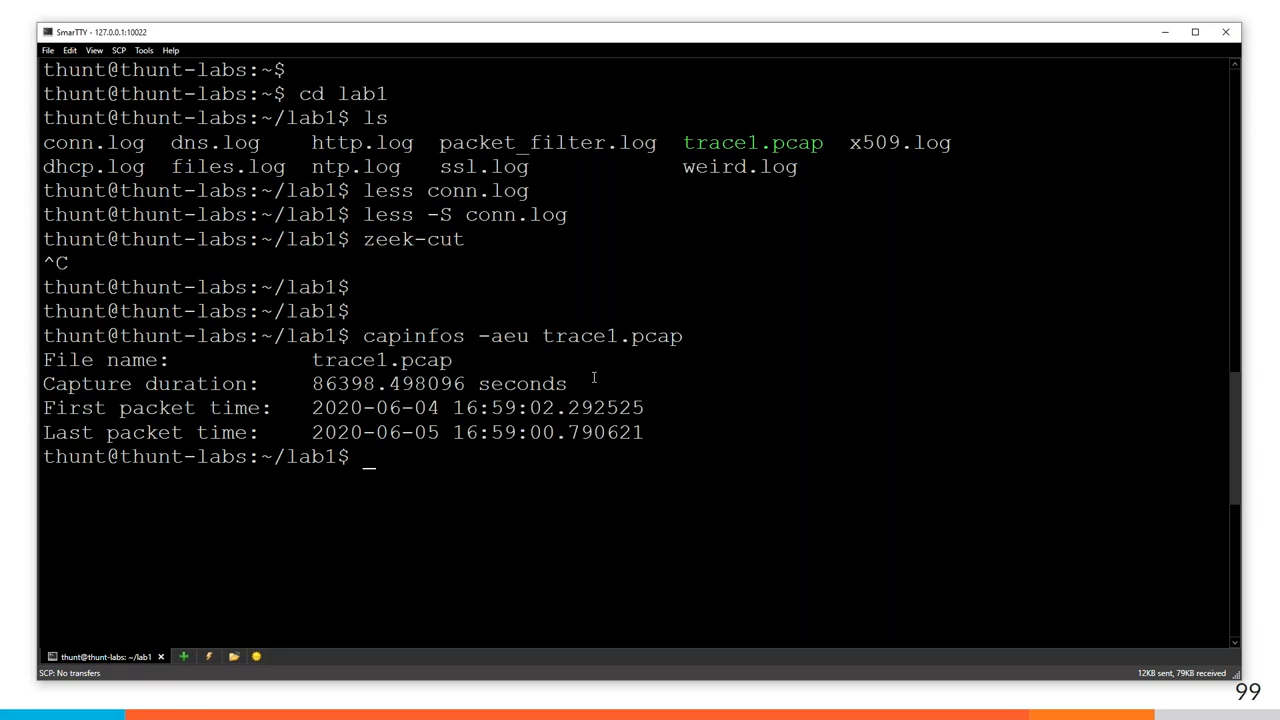 SmarTTY - 127.0.0.1:10022
File Edit View SCP Tools Help
thunt@thunt-labs:~$
thunt@thunt-labs:~$ cd lab1
thunt@thunt-labs:~/lab1$ ls
conn.log dns.log http.log packet_filter.log trace1.pcap x509.log
dhcp.log files.log ntp.log ssl.log weird.log
thunt@thunt-labs:~/lab1$ less conn.log
thunt@thunt-labs:~/lab1$ less -S conn.log
thunt@thunt-labs:~/lab1$ zeek-cut
^C
thunt@thunt-labs:~/lab1$
thunt@thunt-labs:~/lab1$
thunt@thunt-labs:~/lab1$ capinfos -aeu trace1.pcap
File name: trace1.pcap
Capture duration: 86398.498096 seconds
First packet time: 2020-06-04 16:59:02.292525
Last packet time: 2020-06-05 16:59:00.790621
thunt@thunt-labs:~/lab1$ _
thunt@thunt-labs: ~/lab1
SCP: No transfers 12KB sent, 79KB received
99